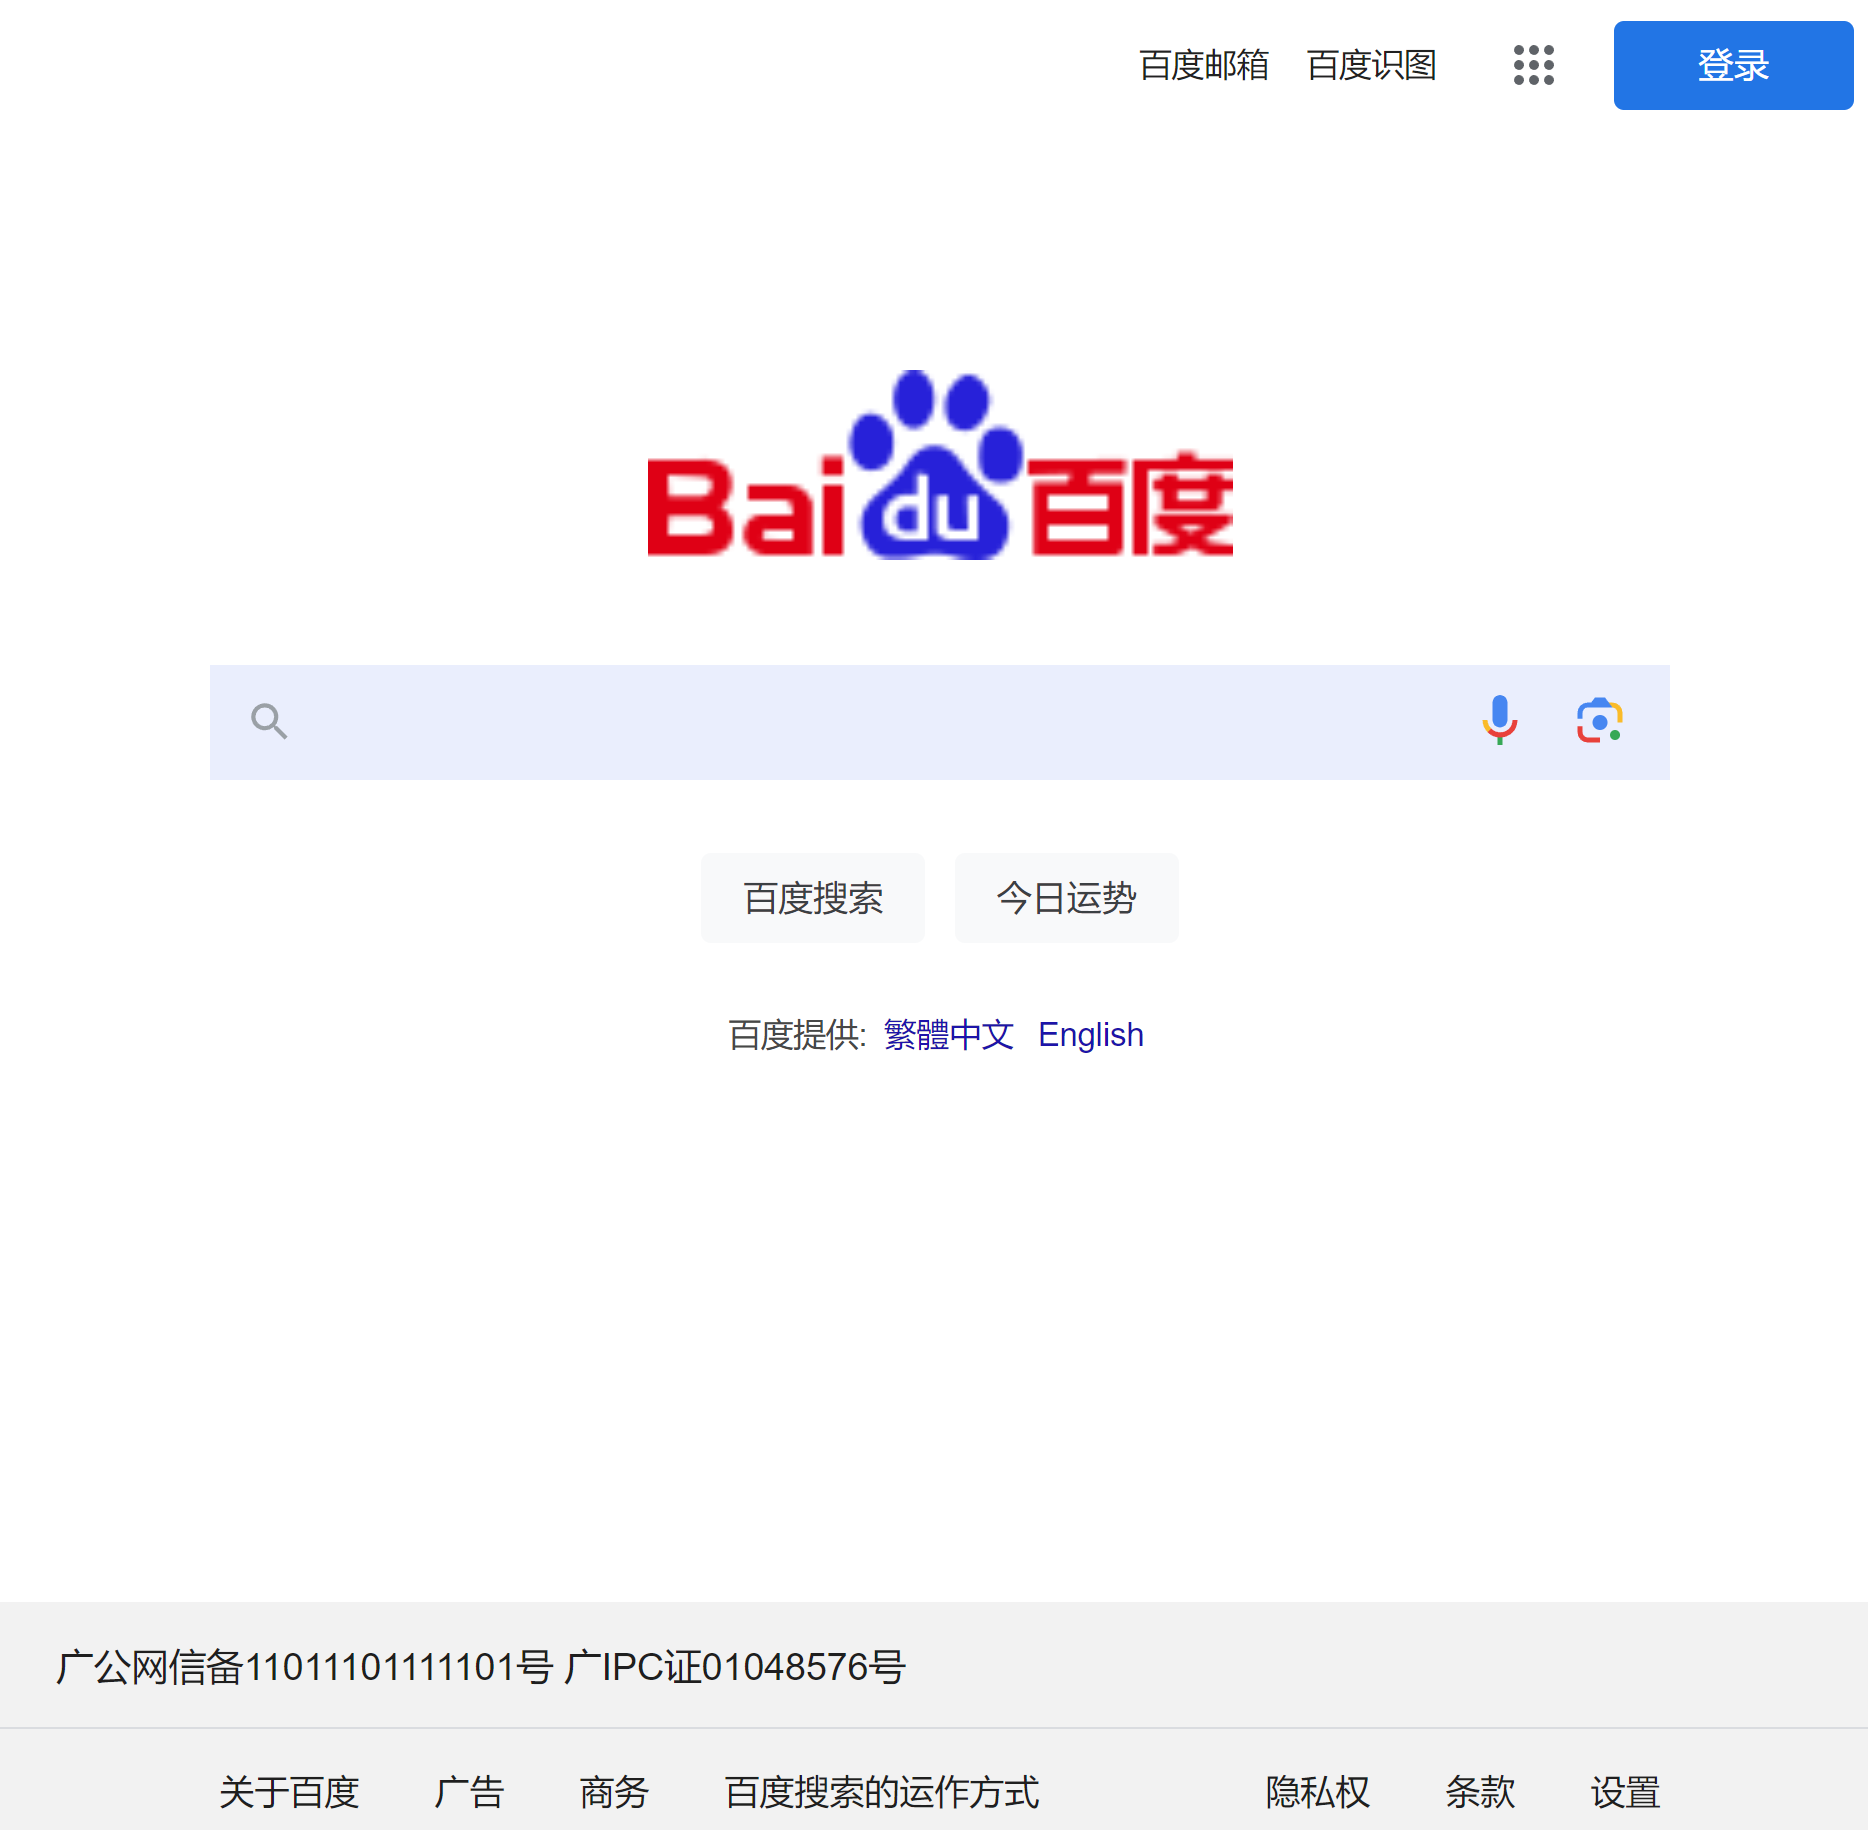 百度邮箱 百度识图 登录
Bai du 百度
百度搜索 今日运势
百度提供: 繁體中文 English
广公网信备11011101111101号 广IPC证01048576号
关于百度 广告 商务 百度搜索的运作方式 隐私权 条款 设置